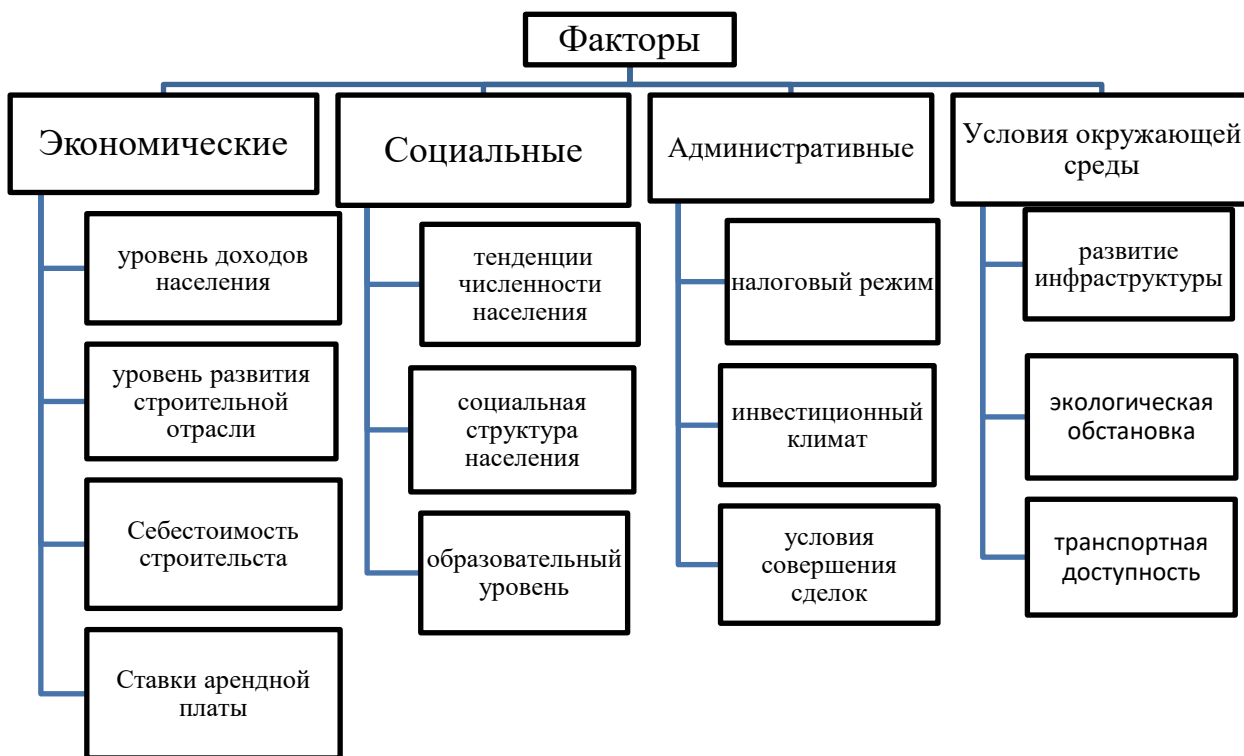 Факторы
Экономические
уровень доходов
населения
уровень развития
строительной
отрасли
Себестоимость
строительста
Ставки арендной
платы
Социальные
тенденции
численности
населения
социальная
структура
населения
образовательный
уровень
Административные
налоговый режим
инвестиционный
климат
условия
совершения
сделок
Условия окружающей
среды
развитие
инфраструктуры
экологическая
обстановка
транспортная
доступность